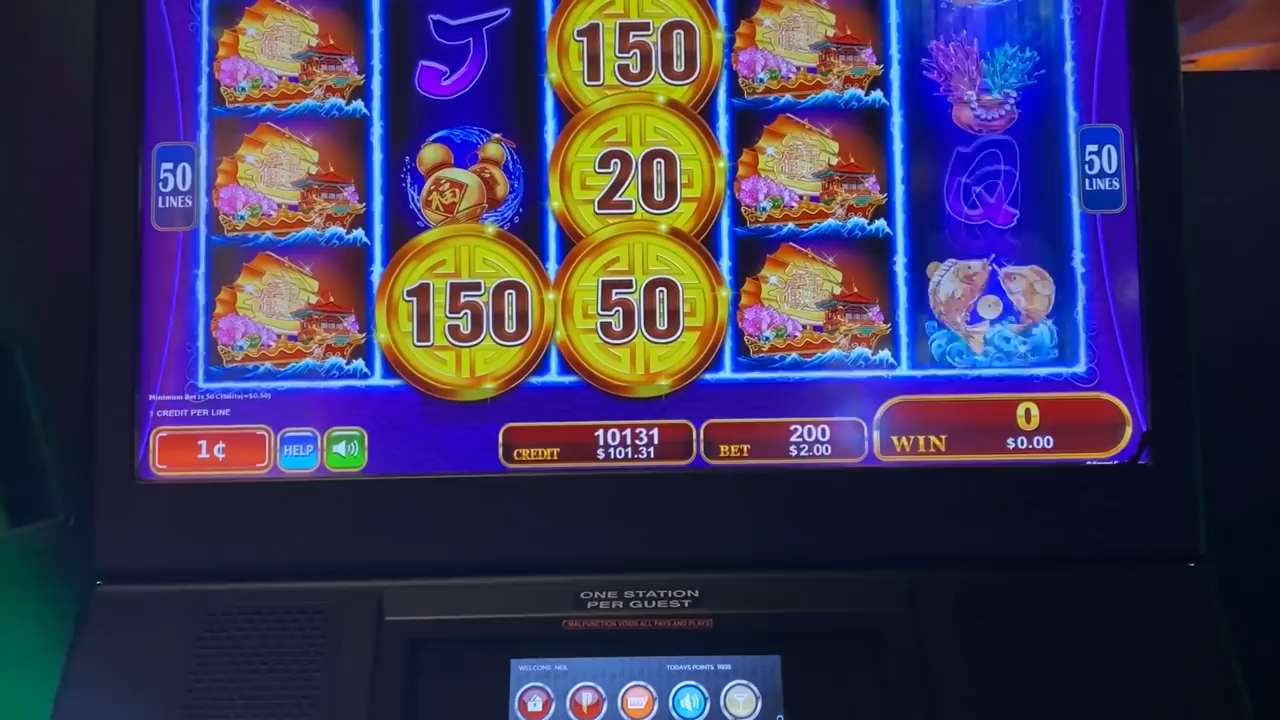 J
150
20
福
150
50
50
LINES
50
LINES
Q
Minimum Bet is 50 Credits(=$0.50)
1 CREDIT PER LINE
1¢
HELP
CREDIT
10131
$101.31
BET
200
$2.00
WIN
0
$0.00
ONE STATION
PER GUEST
MALFUNCTION VOIDS ALL PAYS AND PLAYS
WELCOME NEIL
TODAYS POINTS 11935